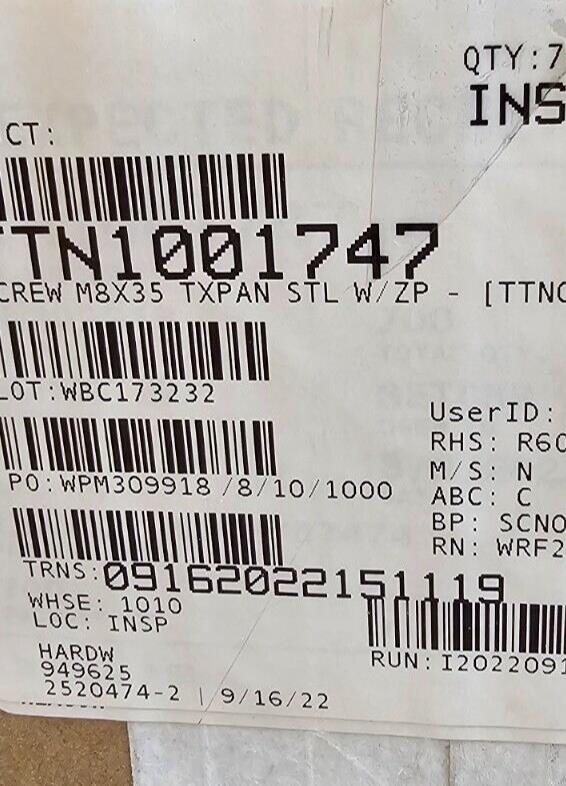 QTY:7
INS
CT:
TTN1001747
CREW M8X35 TXPAN STL W/ZP - [TTNC
LOT:WBC173232
UserID:
RHS: R60
PO:WPM309918 /8/10/1000
M/S: N
ABC: C
BP: SCNO
RN: WRF2
TRNS:09162022151119
WHSE: 1010
LOC: INSP
RUN:I2022091
HARDW
949625
2520474-2 | 9/16/22